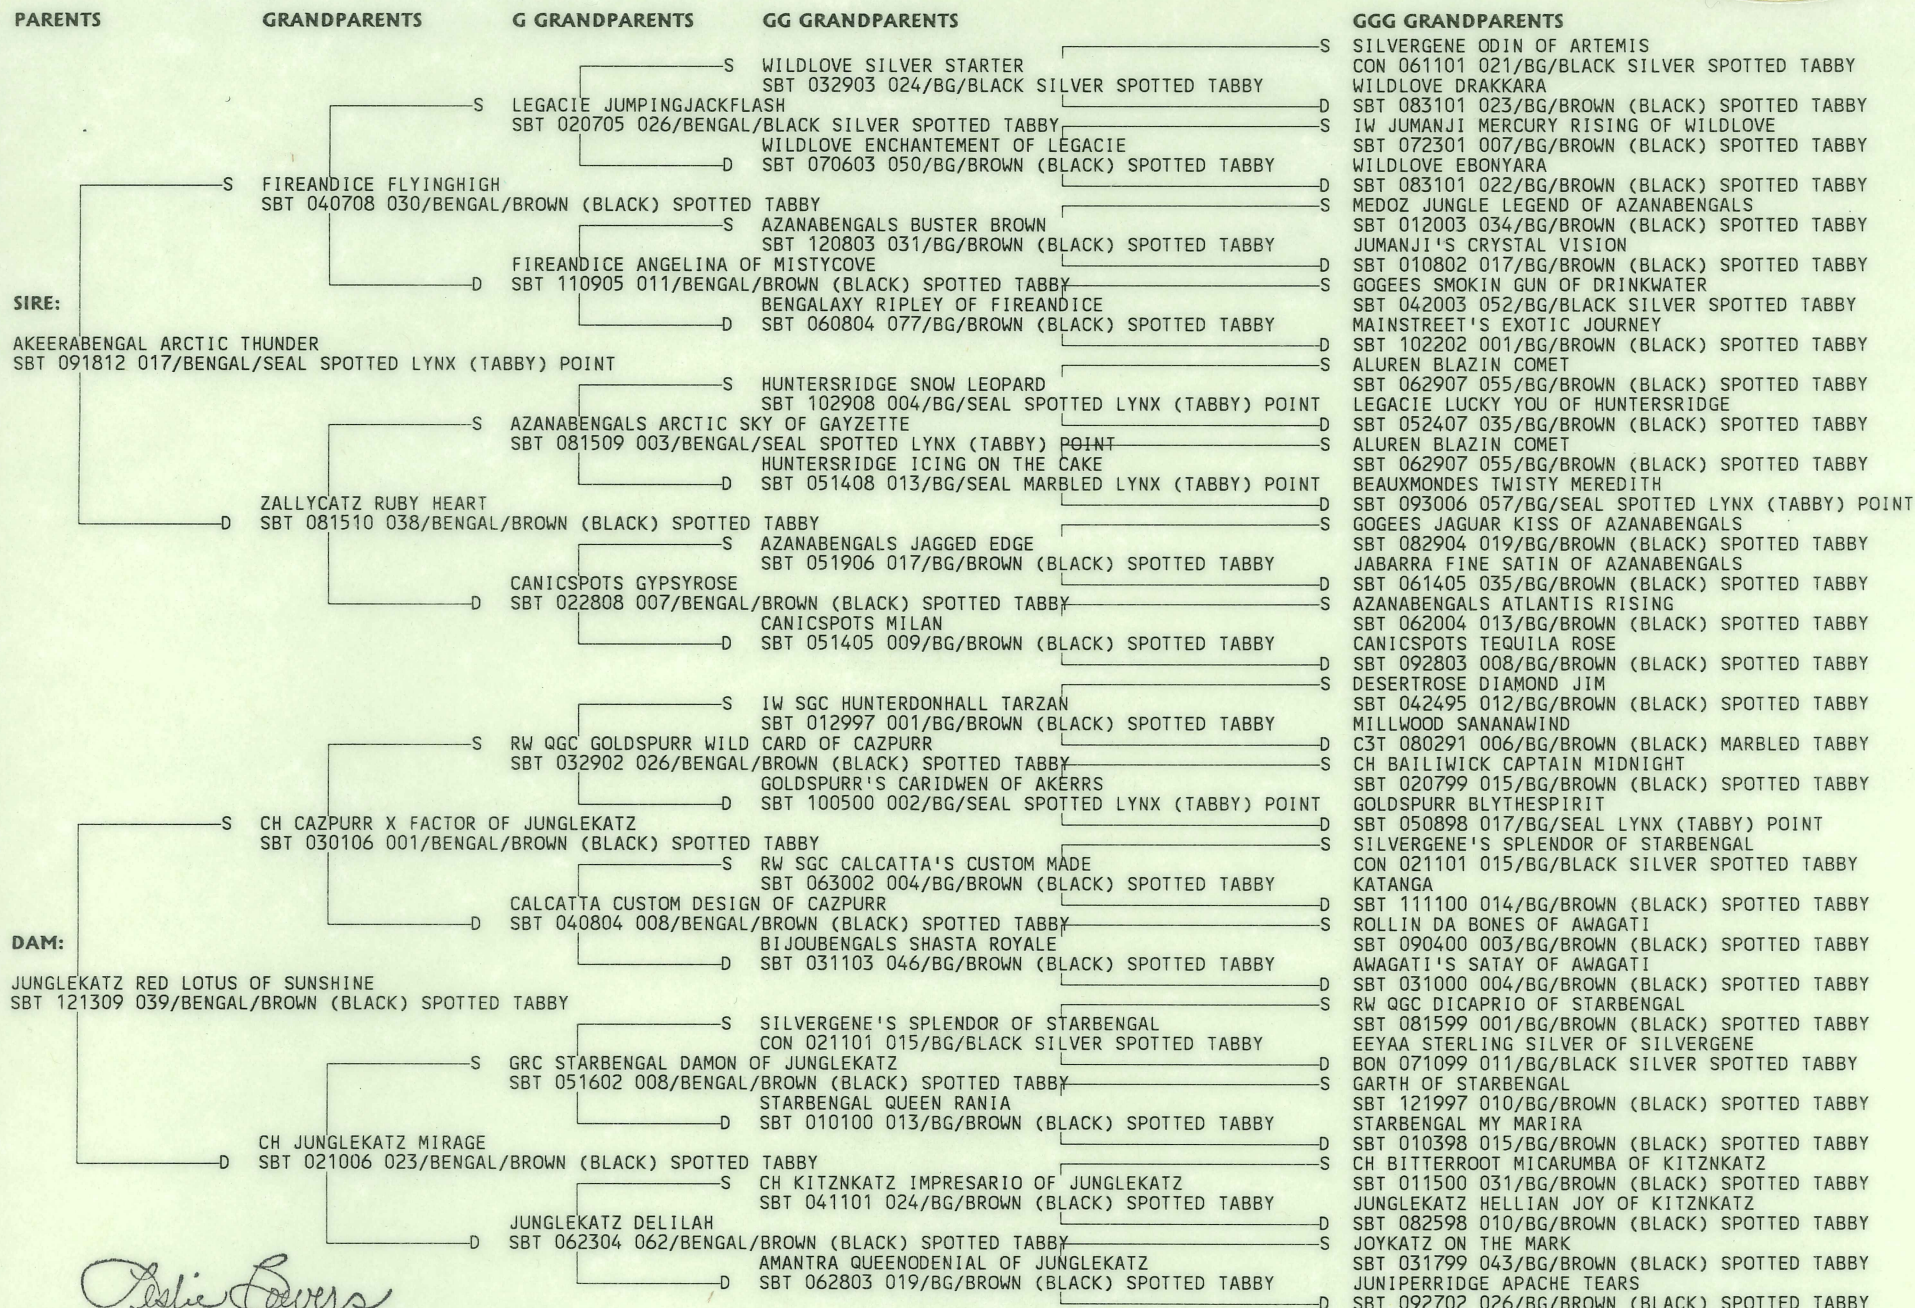 PARENTS GRANDPARENTS G GRANDPARENTS GG GRANDPARENTS GGG GRANDPARENTS
S SILVERGENE ODIN OF ARTEMIS
S WILDLOVE SILVER STARTER CON 061101 021/BG/BLACK SILVER SPOTTED TABBY
SBT 032903 024/BG/BLACK SILVER SPOTTED TABBY WILDLOVE DRAKKARA
S LEGACIE JUMPINGJACKFLASH D SBT 083101 023/BG/BROWN (BLACK) SPOTTED TABBY
SBT 020705 026/BENGAL/BLACK SILVER SPOTTED TABBY S IW JUMANJI MERCURY RISING OF WILDLOVE
WILDLOVE ENCHANTEMENT OF LEGACIE SBT 072301 007/BG/BROWN (BLACK) SPOTTED TABBY
D SBT 070603 050/BG/BROWN (BLACK) SPOTTED TABBY WILDLOVE EBONYARA
S FIREANDICE FLYINGHIGH D SBT 083101 022/BG/BROWN (BLACK) SPOTTED TABBY
SBT 040708 030/BENGAL/BROWN (BLACK) SPOTTED TABBY S MEDOZ JUNGLE LEGEND OF AZANABENGALS
S AZANABENGALS BUSTER BROWN SBT 012003 034/BG/BROWN (BLACK) SPOTTED TABBY
SBT 120803 031/BG/BROWN (BLACK) SPOTTED TABBY JUMANJI'S CRYSTAL VISION
FIREANDICE ANGELINA OF MISTYCOVE D SBT 010802 017/BG/BROWN (BLACK) SPOTTED TABBY
D SBT 110905 011/BENGAL/BROWN (BLACK) SPOTTED TABBY S GOGEES SMOKIN GUN OF DRINKWATER
SIRE: BENGALAXY RIPLEY OF FIREANDICE SBT 042003 052/BG/BLACK SILVER SPOTTED TABBY
D SBT 060804 077/BG/BROWN (BLACK) SPOTTED TABBY MAINSTREET'S EXOTIC JOURNEY
AKEERABENGAL ARCTIC THUNDER D SBT 102202 001/BG/BROWN (BLACK) SPOTTED TABBY
SBT 091812 017/BENGAL/SEAL SPOTTED LYNX (TABBY) POINT S ALUREN BLAZIN COMET
S HUNTERSRIDGE SNOW LEOPARD SBT 062907 055/BG/BROWN (BLACK) SPOTTED TABBY
SBT 102908 004/BG/SEAL SPOTTED LYNX (TABBY) POINT LEGACIE LUCKY YOU OF HUNTERSRIDGE
S AZANABENGALS ARCTIC SKY OF GAYZETTE D SBT 052407 035/BG/BROWN (BLACK) SPOTTED TABBY
SBT 081509 003/BENGAL/SEAL SPOTTED LYNX (TABBY) POINT S ALUREN BLAZIN COMET
HUNTERSRIDGE ICING ON THE CAKE SBT 062907 055/BG/BROWN (BLACK) SPOTTED TABBY
D SBT 051408 013/BG/SEAL MARBLED LYNX (TABBY) POINT BEAUXMONDES TWISTY MEREDITH
ZALLYCATZ RUBY HEART D SBT 093006 057/BG/SEAL SPOTTED LYNX (TABBY) POINT
D SBT 081510 038/BENGAL/BROWN (BLACK) SPOTTED TABBY S GOGEES JAGUAR KISS OF AZANABENGALS
S AZANABENGALS JAGGED EDGE SBT 082904 019/BG/BROWN (BLACK) SPOTTED TABBY
SBT 051906 017/BG/BROWN (BLACK) SPOTTED TABBY JABARRA FINE SATIN OF AZANABENGALS
CANICSPOTS GYPSYROSE D SBT 061405 035/BG/BROWN (BLACK) SPOTTED TABBY
D SBT 022808 007/BENGAL/BROWN (BLACK) SPOTTED TABBY S AZANABENGALS ATLANTIS RISING
CANICSPOTS MILAN SBT 062004 013/BG/BROWN (BLACK) SPOTTED TABBY
D SBT 051405 009/BG/BROWN (BLACK) SPOTTED TABBY CANICSPOTS TEQUILA ROSE
D SBT 092803 008/BG/BROWN (BLACK) SPOTTED TABBY
S DESERTROSE DIAMOND JIM
S IW SGC HUNTERDONHALL TARZAN SBT 042495 012/BG/BROWN (BLACK) SPOTTED TABBY
SBT 012997 001/BG/BROWN (BLACK) SPOTTED TABBY MILLWOOD SANANAWIND
S RW QGC GOLDSPURR WILD CARD OF CAZPURR D C3T 080291 006/BG/BROWN (BLACK) MARBLED TABBY
SBT 032902 026/BENGAL/BROWN (BLACK) SPOTTED TABBY S CH BAILIWICK CAPTAIN MIDNIGHT
GOLDSPURR'S CARIDWEN OF AKERRS SBT 020799 015/BG/BROWN (BLACK) SPOTTED TABBY
D SBT 100500 002/BG/SEAL SPOTTED LYNX (TABBY) POINT GOLDSPURR BLYTHESPIRIT
S CH CAZPURR X FACTOR OF JUNGLEKATZ D SBT 050898 017/BG/SEAL LYNX (TABBY) POINT
SBT 030106 001/BENGAL/BROWN (BLACK) SPOTTED TABBY S SILVERGENE'S SPLENDOR OF STARBENGAL
S RW SGC CALCATTA'S CUSTOM MADE CON 021101 015/BG/BLACK SILVER SPOTTED TABBY
SBT 063002 004/BG/BROWN (BLACK) SPOTTED TABBY KATANGA
CALCATTA CUSTOM DESIGN OF CAZPURR D SBT 111100 014/BG/BROWN (BLACK) SPOTTED TABBY
D SBT 040804 008/BENGAL/BROWN (BLACK) SPOTTED TABBY S ROLLIN DA BONES OF AWAGATI
DAM: BIJOUBENGALS SHASTA ROYALE SBT 090400 003/BG/BROWN (BLACK) SPOTTED TABBY
D SBT 031103 046/BG/BROWN (BLACK) SPOTTED TABBY AWAGATI'S SATAY OF AWAGATI
JUNGLEKATZ RED LOTUS OF SUNSHINE D SBT 031000 004/BG/BROWN (BLACK) SPOTTED TABBY
SBT 121309 039/BENGAL/BROWN (BLACK) SPOTTED TABBY S RW QGC DICAPRIO OF STARBENGAL
S SILVERGENE'S SPLENDOR OF STARBENGAL SBT 081599 001/BG/BROWN (BLACK) SPOTTED TABBY
CON 021101 015/BG/BLACK SILVER SPOTTED TABBY EEYAA STERLING SILVER OF SILVERGENE
S GRC STARBENGAL DAMON OF JUNGLEKATZ D BON 071099 011/BG/BLACK SILVER SPOTTED TABBY
SBT 051602 008/BENGAL/BROWN (BLACK) SPOTTED TABBY S GARTH OF STARBENGAL
STARBENGAL QUEEN RANIA SBT 121997 010/BG/BROWN (BLACK) SPOTTED TABBY
D SBT 010100 013/BG/BROWN (BLACK) SPOTTED TABBY STARBENGAL MY MARIRA
CH JUNGLEKATZ MIRAGE D SBT 010398 015/BG/BROWN (BLACK) SPOTTED TABBY
D SBT 021006 023/BENGAL/BROWN (BLACK) SPOTTED TABBY S CH BITTERROOT MICARUMBA OF KITZNKATZ
S CH KITZNKATZ IMPRESARIO OF JUNGLEKATZ SBT 011500 031/BG/BROWN (BLACK) SPOTTED TABBY
SBT 041101 024/BG/BROWN (BLACK) SPOTTED TABBY JUNGLEKATZ HELLIAN JOY OF KITZNKATZ
JUNGLEKATZ DELILAH D SBT 082598 010/BG/BROWN (BLACK) SPOTTED TABBY
D SBT 062304 062/BENGAL/BROWN (BLACK) SPOTTED TABBY S JOYKATZ ON THE MARK
AMANTRA QUEENODENIAL OF JUNGLEKATZ SBT 031799 043/BG/BROWN (BLACK) SPOTTED TABBY
D SBT 062803 019/BG/BROWN (BLACK) SPOTTED TABBY JUNIPERRIDGE APACHE TEARS
Leslie Bowers D SBT 092702 026/BG/BROWN (BLACK) SPOTTED TABBY